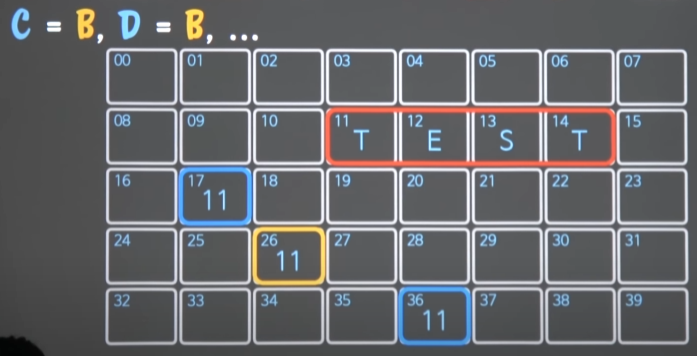 C = B, D = B, ...
00 01 02 03 04 05 06 07
08 09 10 11 T 12 E 13 S 14 T 15
16 17 11 18 19 20 21 22 23
24 25 26 11 27 28 29 30 31
32 33 34 35 36 11 37 38 39